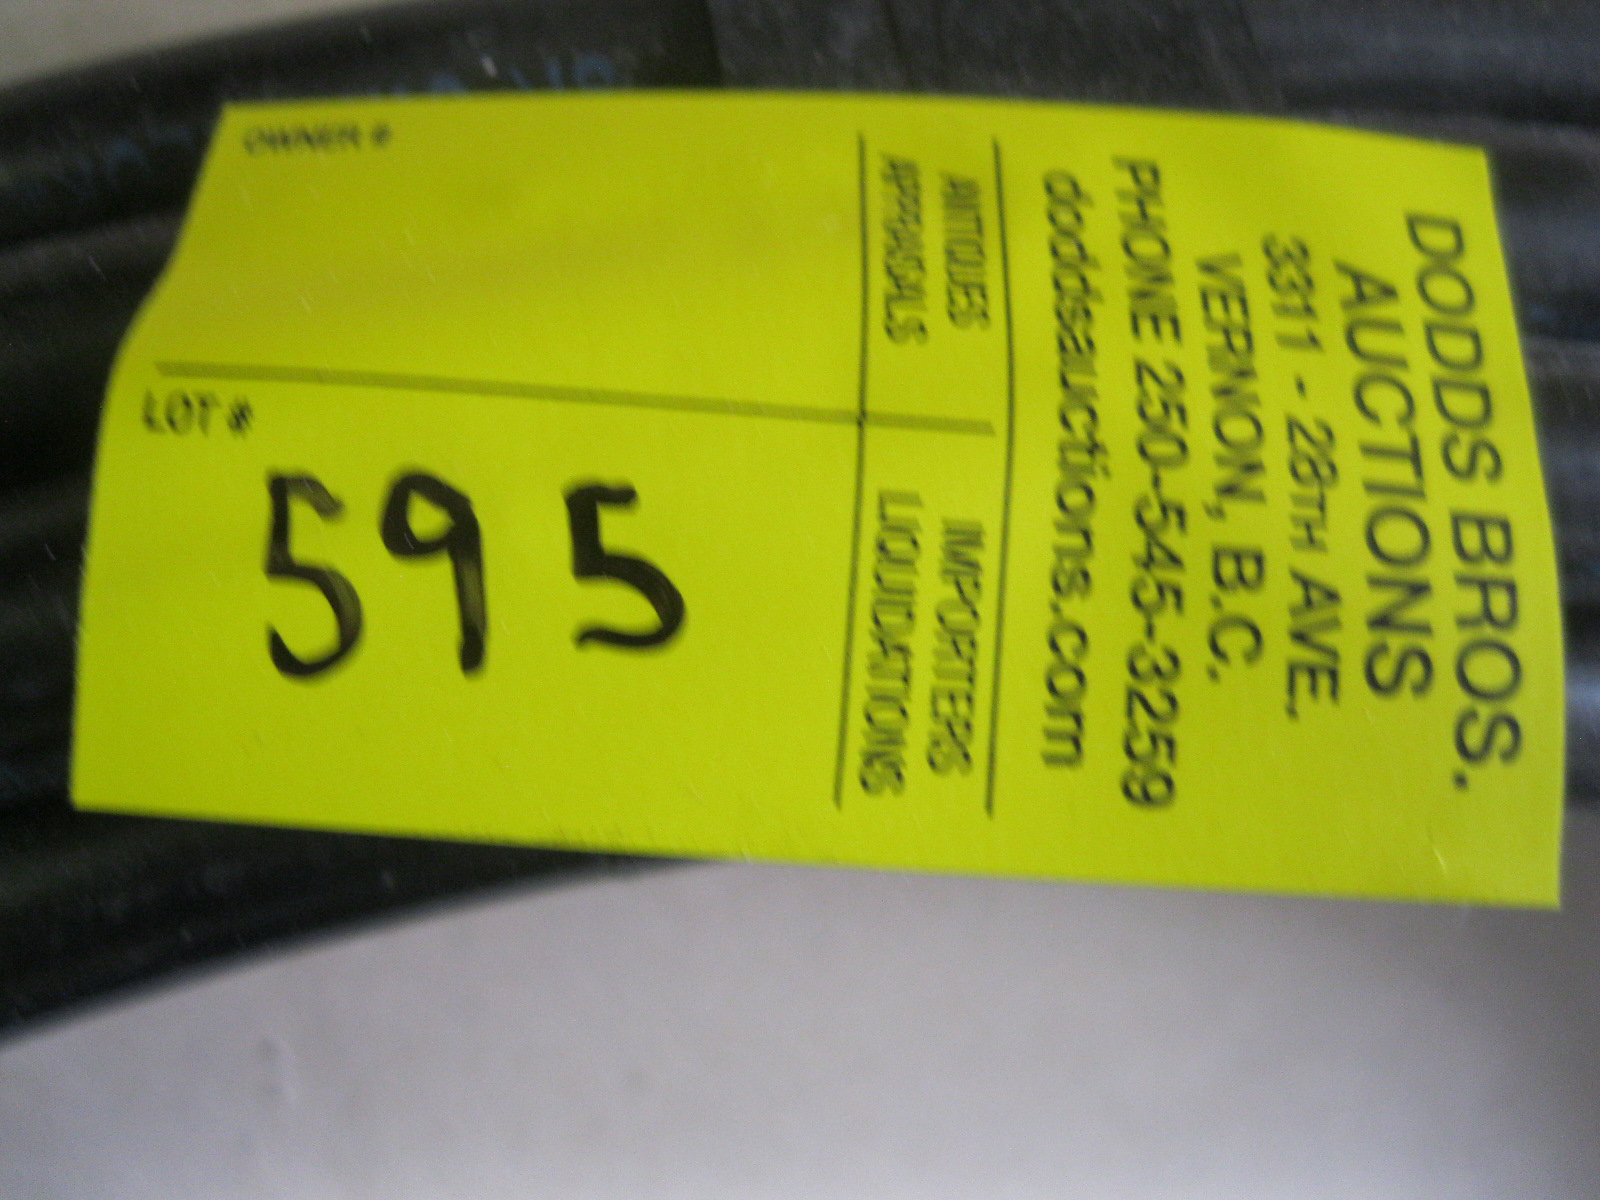 DODDS BROS.
AUCTIONS
3311 - 28TH AVE,
VERNON, B.C.
PHONE 250-545-3259
doddsauctions.com
ANTIQUES IMPORTERS
APPRAISALS LIQUIDATIONS
OWNER #
LOT #
595